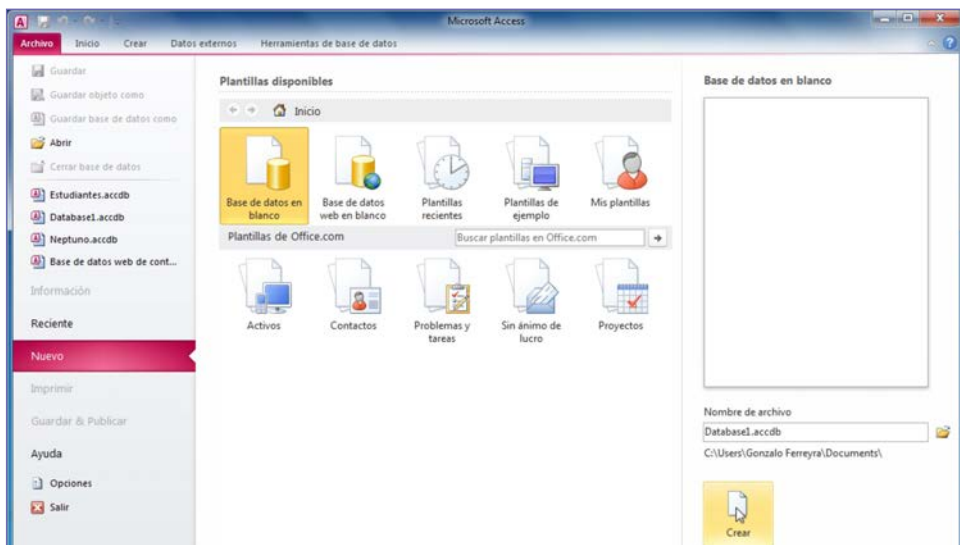 Microsoft Access
Archivo Inicio Crear Datos externos Herramientas de base de datos
Guardar
Guardar objeto como
Guardar base de datos como
Abrir
Cerrar base de datos
Estudiantes.accdb
Database1.accdb
Neptuno.accdb
Base de datos web de cont...
Información
Reciente
Nuevo
Imprimir
Guardar & Publicar
Ayuda
Opciones
Salir
Plantillas disponibles
Inicio
Base de datos en blanco
Base de datos web en blanco
Plantillas recientes
Plantillas de ejemplo
Mis plantillas
Plantillas de Office.com
Buscar plantillas en Office.com
Activos
Contactos
Problemas y tareas
Sin ánimo de lucro
Proyectos
Base de datos en blanco
Nombre de archivo
Database1.accdb
C:\Users\Gonzalo Ferreyra\Documents\
Crear